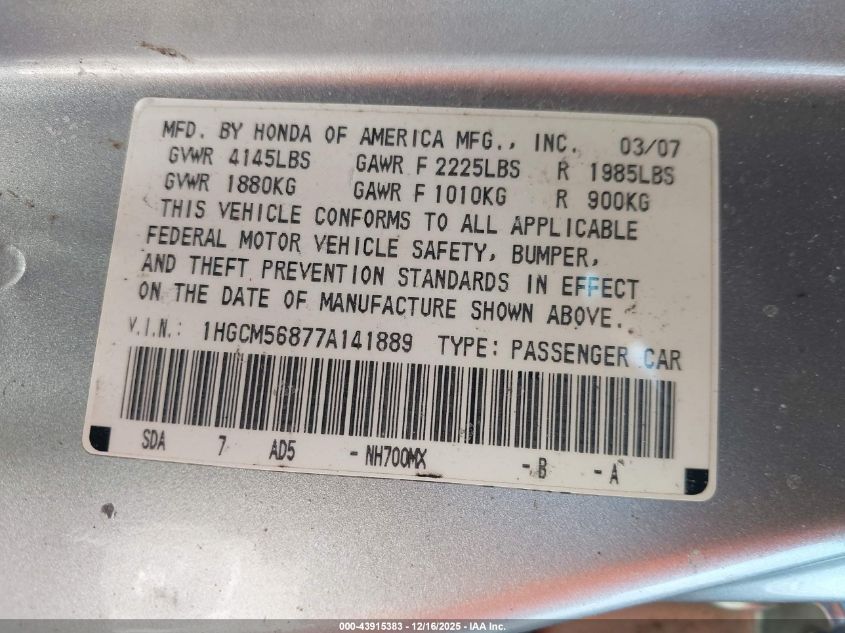 MFD. BY HONDA OF AMERICA MFG., INC. 03/07
GVWR 4145LBS GAWR F 2225LBS R 1985LBS
GVWR 1880KG GAWR F 1010KG R 900KG
THIS VEHICLE CONFORMS TO ALL APPLICABLE
FEDERAL MOTOR VEHICLE SAFETY, BUMPER,
AND THEFT PREVENTION STANDARDS IN EFFECT
ON THE DATE OF MANUFACTURE SHOWN ABOVE.
V.I.N.: 1HGCM56877A141889 TYPE: PASSENGER CAR
SDA 7 AD5 - NH700MX - B - A
000-43915383 - 12/16/2025 - IAA Inc.